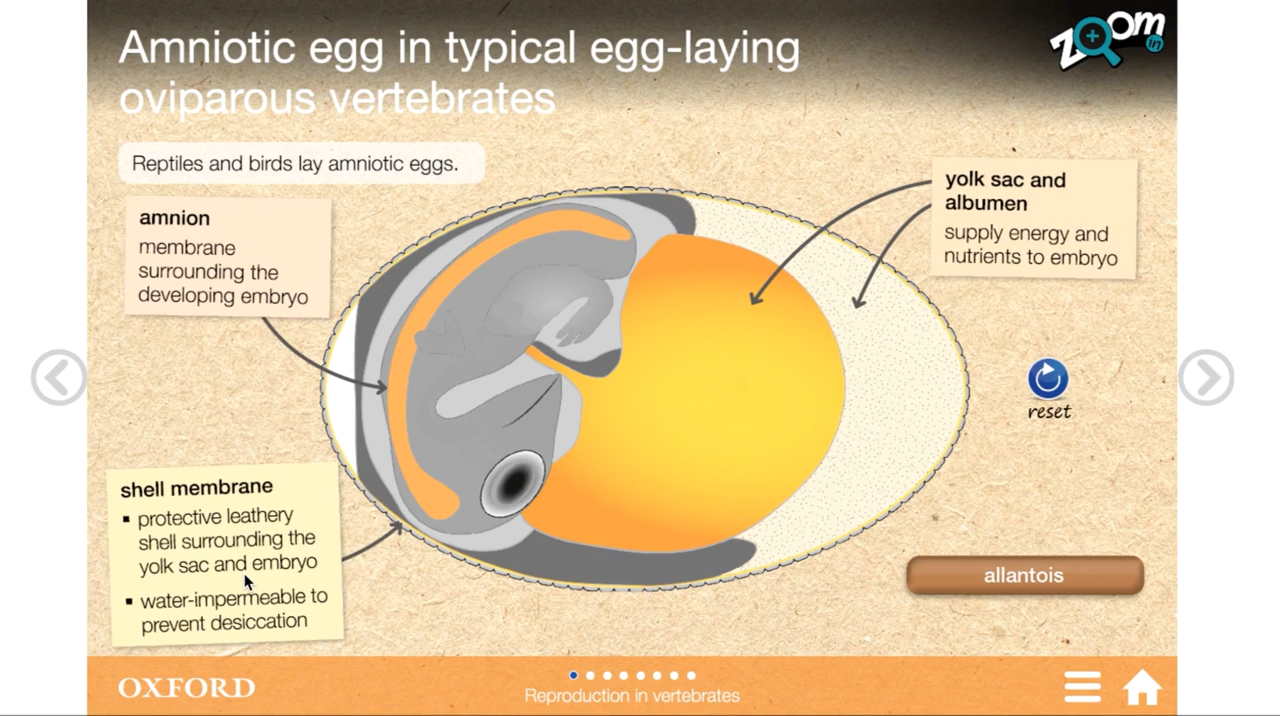 Amniotic egg in typical egg-laying
oviparous vertebrates
zoom
in
Reptiles and birds lay amniotic eggs.
amnion
membrane
surrounding the
developing embryo
yolk sac and
albumen
supply energy and
nutrients to embryo
reset
shell membrane
▪ protective leathery
shell surrounding the
yolk sac and embryo
▪ water-impermeable to
prevent desiccation
allantois
OXFORD
Reproduction in vertebrates